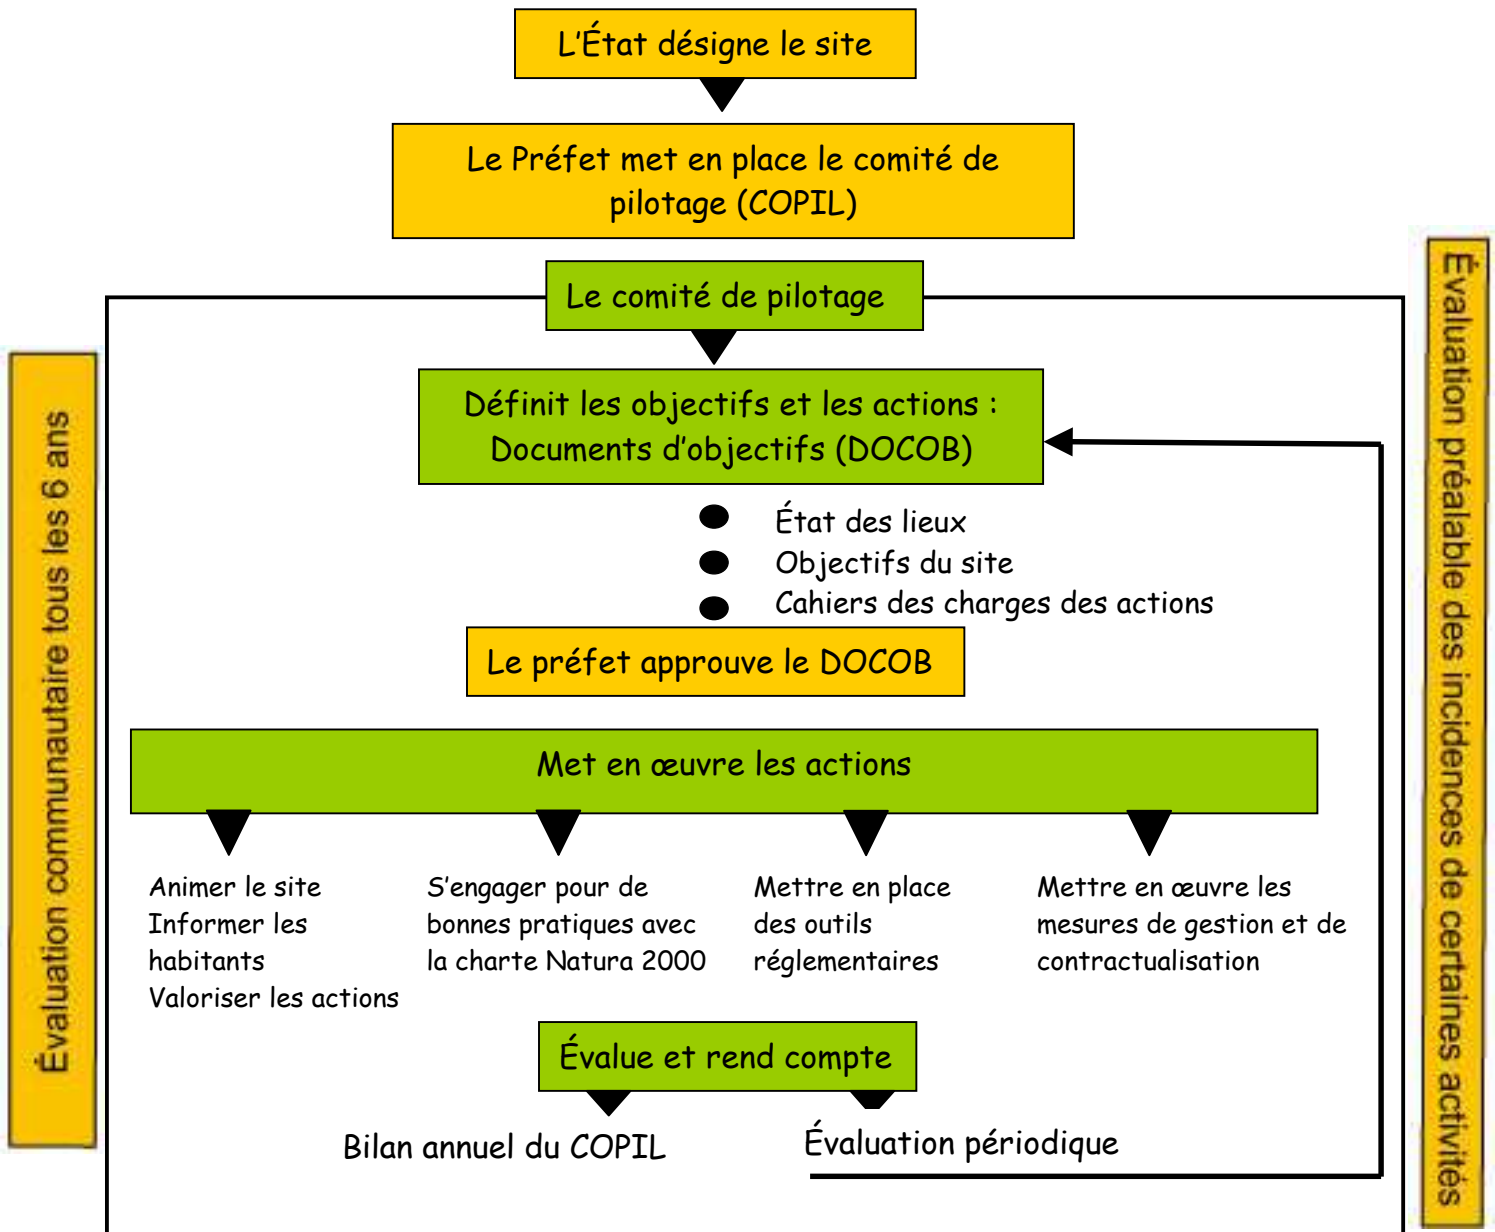 L'État désigne le site
Le Préfet met en place le comité de
pilotage (COPIL)
Le comité de pilotage
Définit les objectifs et les actions :
Documents d'objectifs (DOCOB)
État des lieux
Objectifs du site
Cahiers des charges des actions
Le préfet approuve le DOCOB
Met en œuvre les actions
Animer le site
Informer les
habitants
Valoriser les actions
S'engager pour de
bonnes pratiques avec
la charte Natura 2000
Mettre en place
des outils
réglementaires
Mettre en œuvre les
mesures de gestion et de
contractualisation
Évalue et rend compte
Bilan annuel du COPIL
Évaluation périodique
Évaluation communautaire tous les 6 ans
Évaluation préalable des incidences de certaines activités